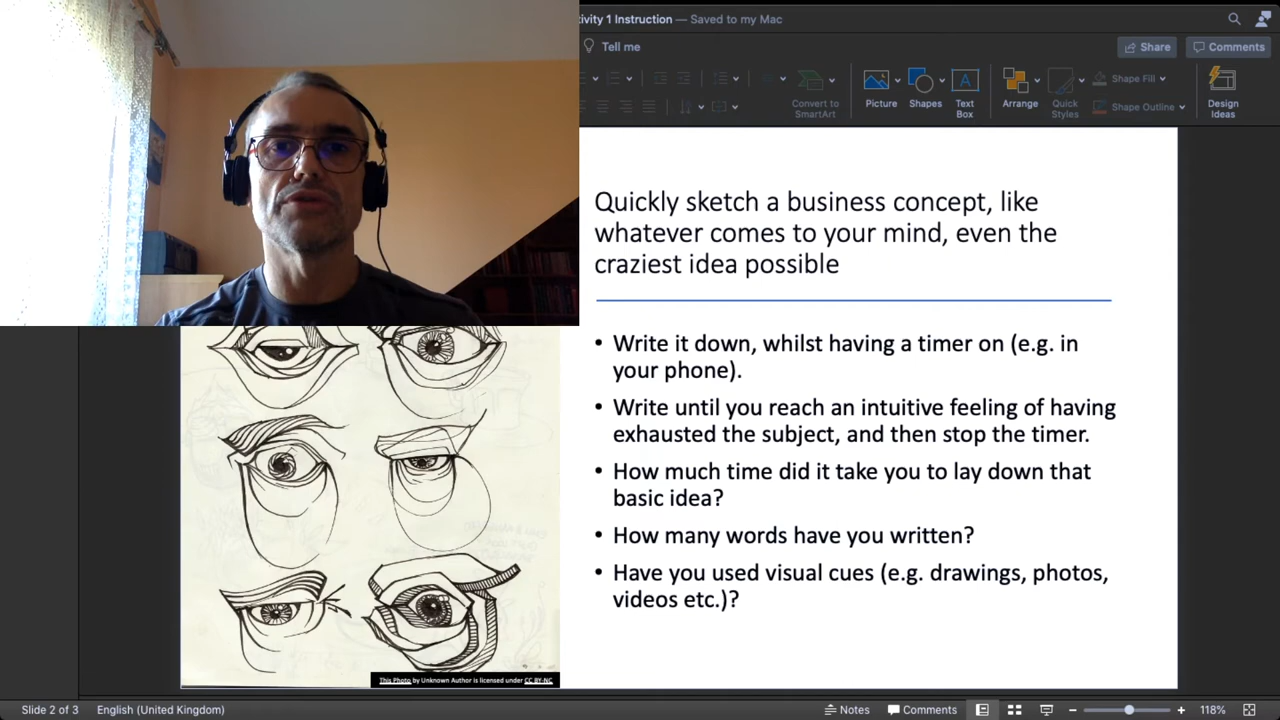 tivity 1 Instruction — Saved to my Mac
Tell me
Share
Comments
Convert to
SmartArt
Picture
Shapes
Text
Box
Arrange
Quick
Styles
Shape Fill
Shape Outline
Design
Ideas
Quickly sketch a business concept, like
whatever comes to your mind, even the
craziest idea possible
• Write it down, whilst having a timer on (e.g. in
your phone).
• Write until you reach an intuitive feeling of having
exhausted the subject, and then stop the timer.
• How much time did it take you to lay down that
basic idea?
• How many words have you written?
• Have you used visual cues (e.g. drawings, photos,
videos etc.)?
This Photo by Unknown Author is licensed under CC BY-NC
Slide 2 of 3
English (United Kingdom)
Notes
Comments
118%